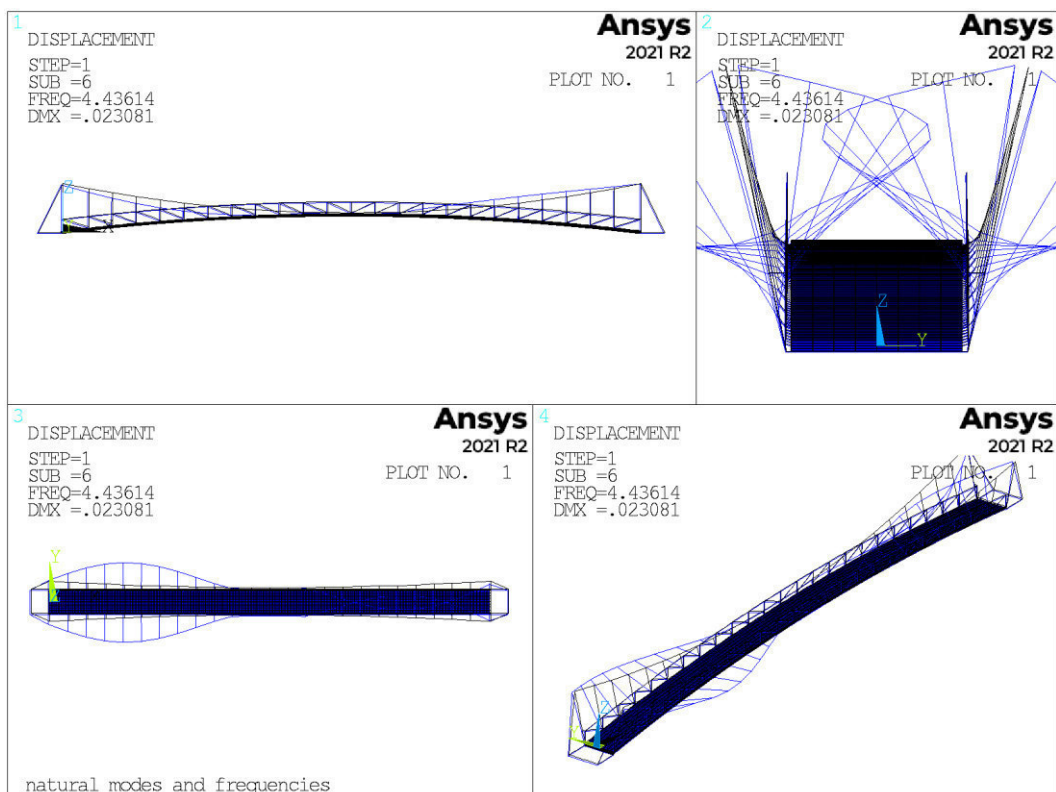 1
Ansys
2021 R2
DISPLACEMENT
STEP=1
SUB =6
FREQ=4.43614
DMX =.023081
PLOT NO. 1
Z
X
2
Ansys
2021 R2
DISPLACEMENT
STEP=1
SUB =6
FREQ=4.43614
DMX =.023081
PLOT NO. 1
Z
Y
3
Ansys
2021 R2
DISPLACEMENT
STEP=1
SUB =6
FREQ=4.43614
DMX =.023081
PLOT NO. 1
Y
natural modes and frequencies
4
Ansys
2021 R2
DISPLACEMENT
STEP=1
SUB =6
FREQ=4.43614
DMX =.023081
PLOT NO. 1
Z
Y